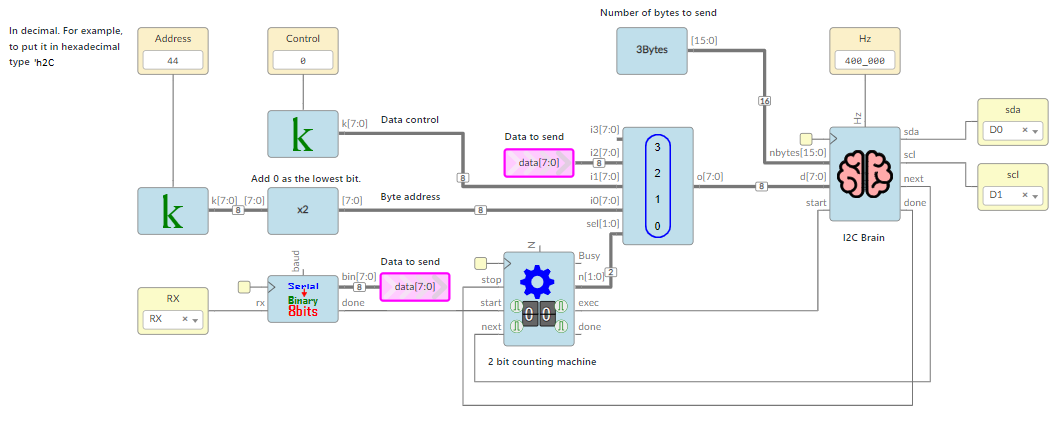 Number of bytes to send
In decimal. For example,
to put it in hexadecimal
type 'h2C
Address
44
Control
0
3Bytes
[15:0]
Hz
400_000
16
Hz
sda
D0
scl
D1
k
k[7:0]
Data control
8
Data to send
data[7:0]
8
i3[7:0]
i2[7:0]
i1[7:0]
i0[7:0]
sel[1:0]
3
2
1
0
o[7:0]
8
nbytes[15:0]
d[7:0]
start
sda
scl
next
done
I2C Brain
Add 0 as the lowest bit.
k
k[7:0]
8
[7:0]
x2
[7:0]
Byte address
8
RX
RX
baud
rx
Serial
Binary
8bits
bin[7:0]
done
8
Data to send
data[7:0]
N
stop
start
next
00
Busy
n[1:0]
2
exec
done
2 bit counting machine